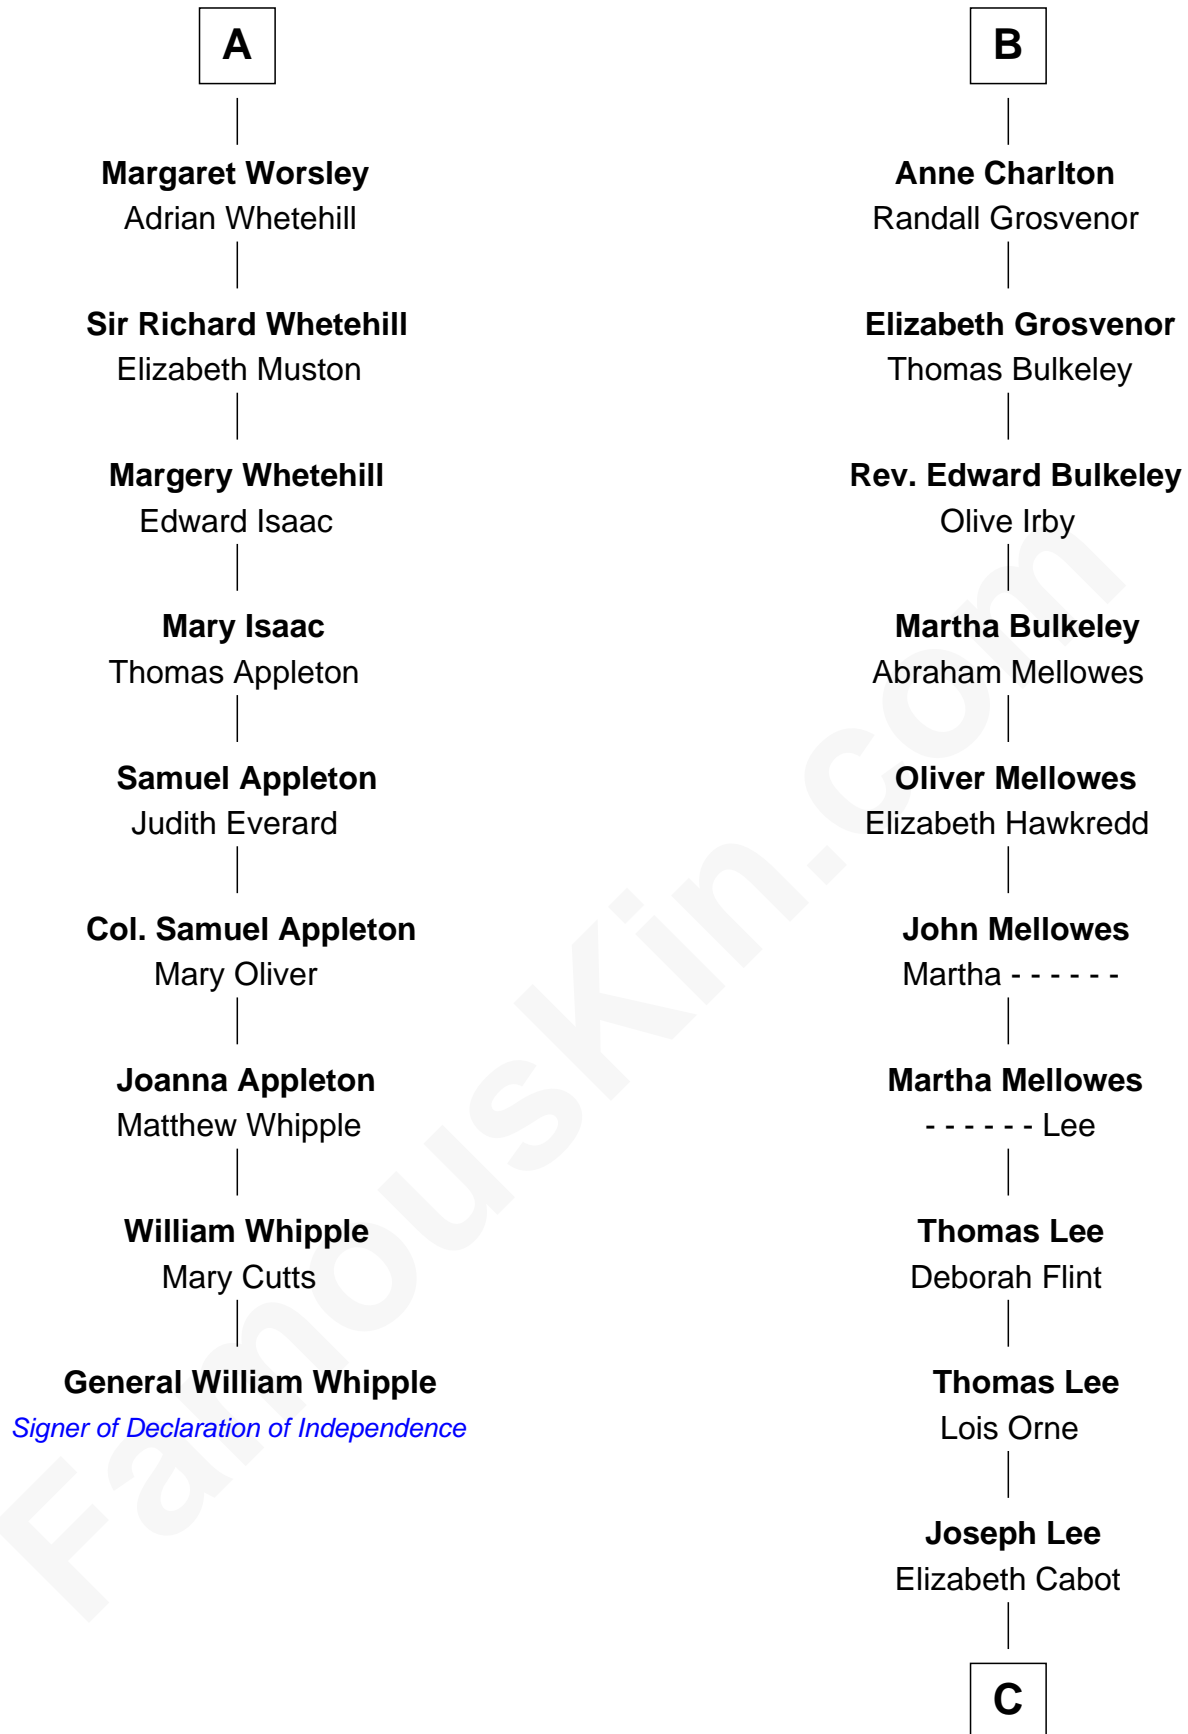 A
Margaret Worsley
Adrian Whetehill
Sir Richard Whetehill
Elizabeth Muston
Margery Whetehill
Edward Isaac
Mary Isaac
Thomas Appleton
Samuel Appleton
Judith Everard
Col. Samuel Appleton
Mary Oliver
Joanna Appleton
Matthew Whipple
William Whipple
Mary Cutts
General William Whipple
Signer of Declaration of Independence
B
Anne Charlton
Randall Grosvenor
Elizabeth Grosvenor
Thomas Bulkeley
Rev. Edward Bulkeley
Olive Irby
Martha Bulkeley
Abraham Mellowes
Oliver Mellowes
Elizabeth Hawkredd
John Mellowes
Martha - - - - - -
Martha Mellowes
- - - - - - Lee
Thomas Lee
Deborah Flint
Thomas Lee
Lois Orne
Joseph Lee
Elizabeth Cabot
C
FamousKin.com